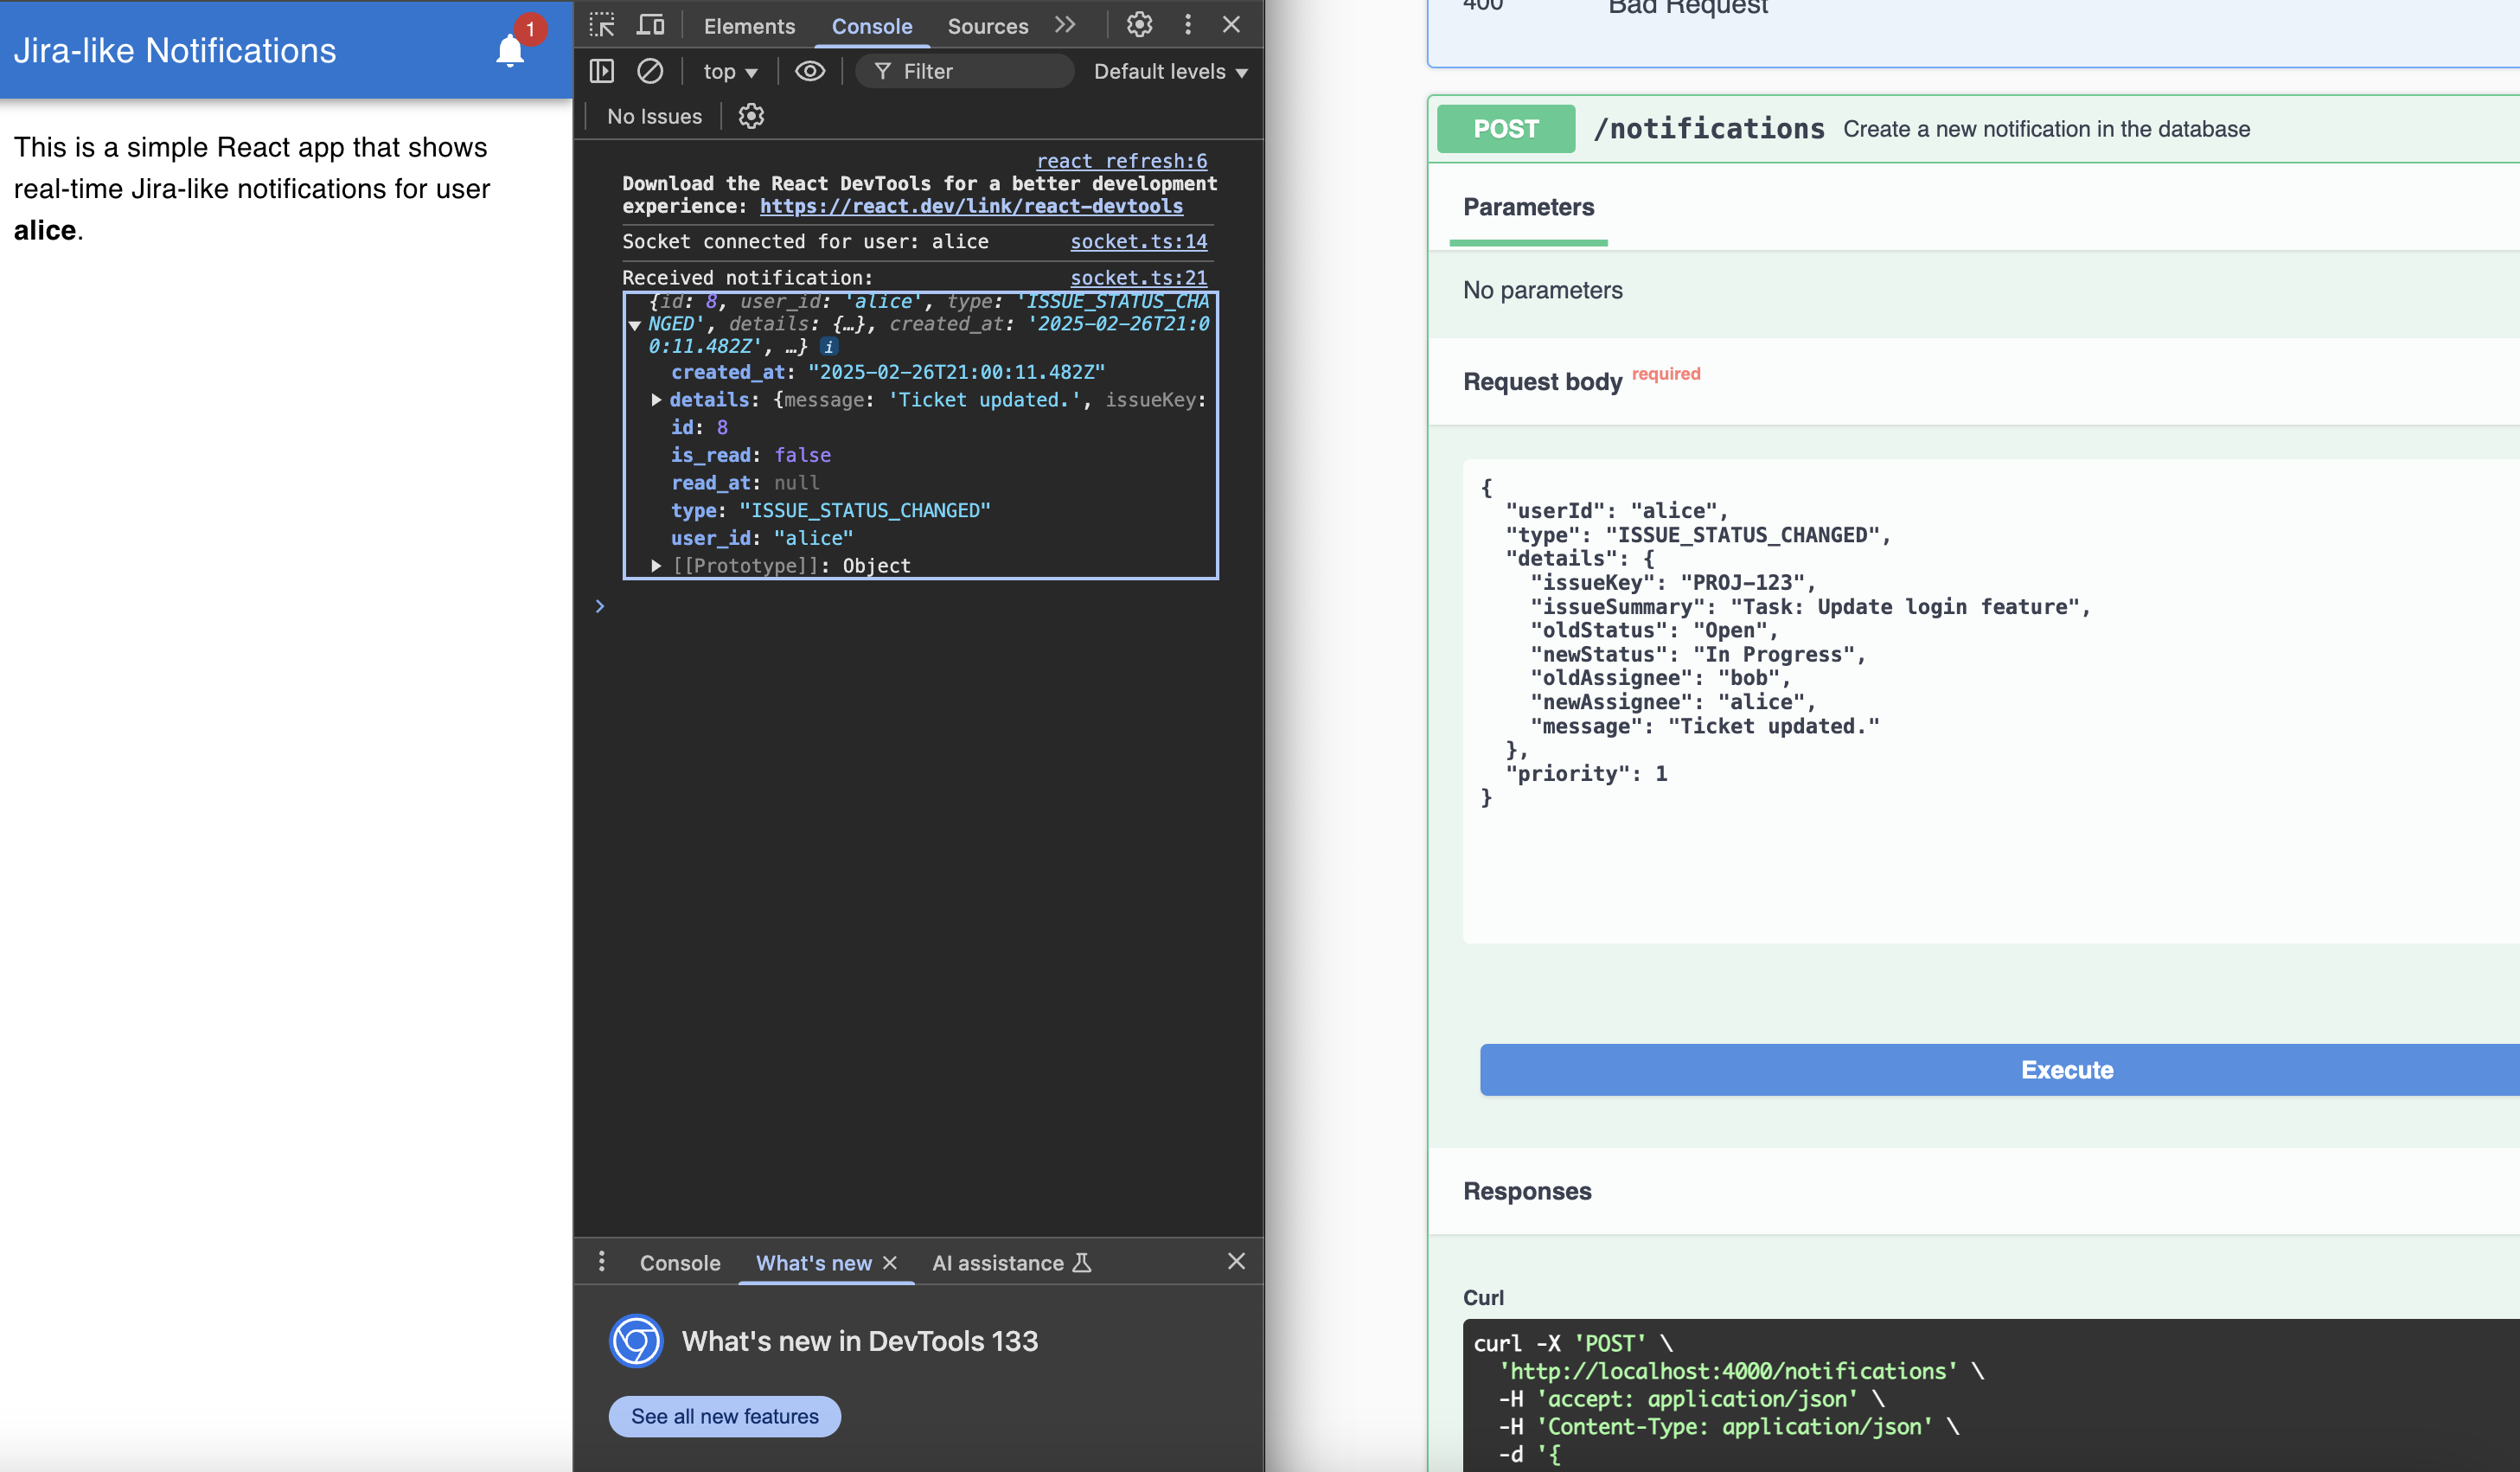 Jira-like Notifications
1
This is a simple React app that shows
real-time Jira-like notifications for user
alice.
Elements
Console
Sources
top
Filter
Default levels
No Issues
react refresh:6
Download the React DevTools for a better development
experience: https://react.dev/link/react-devtools
Socket connected for user: alice
socket.ts:14
Received notification:
socket.ts:21
{id: 8, user_id: 'alice', type: 'ISSUE_STATUS_CHA
NGED', details: {…}, created_at: '2025-02-26T21:0
0:11.482Z', …} i
created_at: "2025-02-26T21:00:11.482Z"
details: {message: 'Ticket updated.', issueKey:
id: 8
is_read: false
read_at: null
type: "ISSUE_STATUS_CHANGED"
user_id: "alice"
[[Prototype]]: Object
Console
What's new
AI assistance
What's new in DevTools 133
See all new features
400
Bad Request
POST
/notifications
Create a new notification in the database
Parameters
No parameters
Request body required
{
"userId": "alice",
"type": "ISSUE_STATUS_CHANGED",
"details": {
"issueKey": "PROJ-123",
"issueSummary": "Task: Update login feature",
"oldStatus": "Open",
"newStatus": "In Progress",
"oldAssignee": "bob",
"newAssignee": "alice",
"message": "Ticket updated."
},
"priority": 1
}
Execute
Responses
Curl
curl -X 'POST' \
'http://localhost:4000/notifications' \
-H 'accept: application/json' \
-H 'Content-Type: application/json' \
-d '{